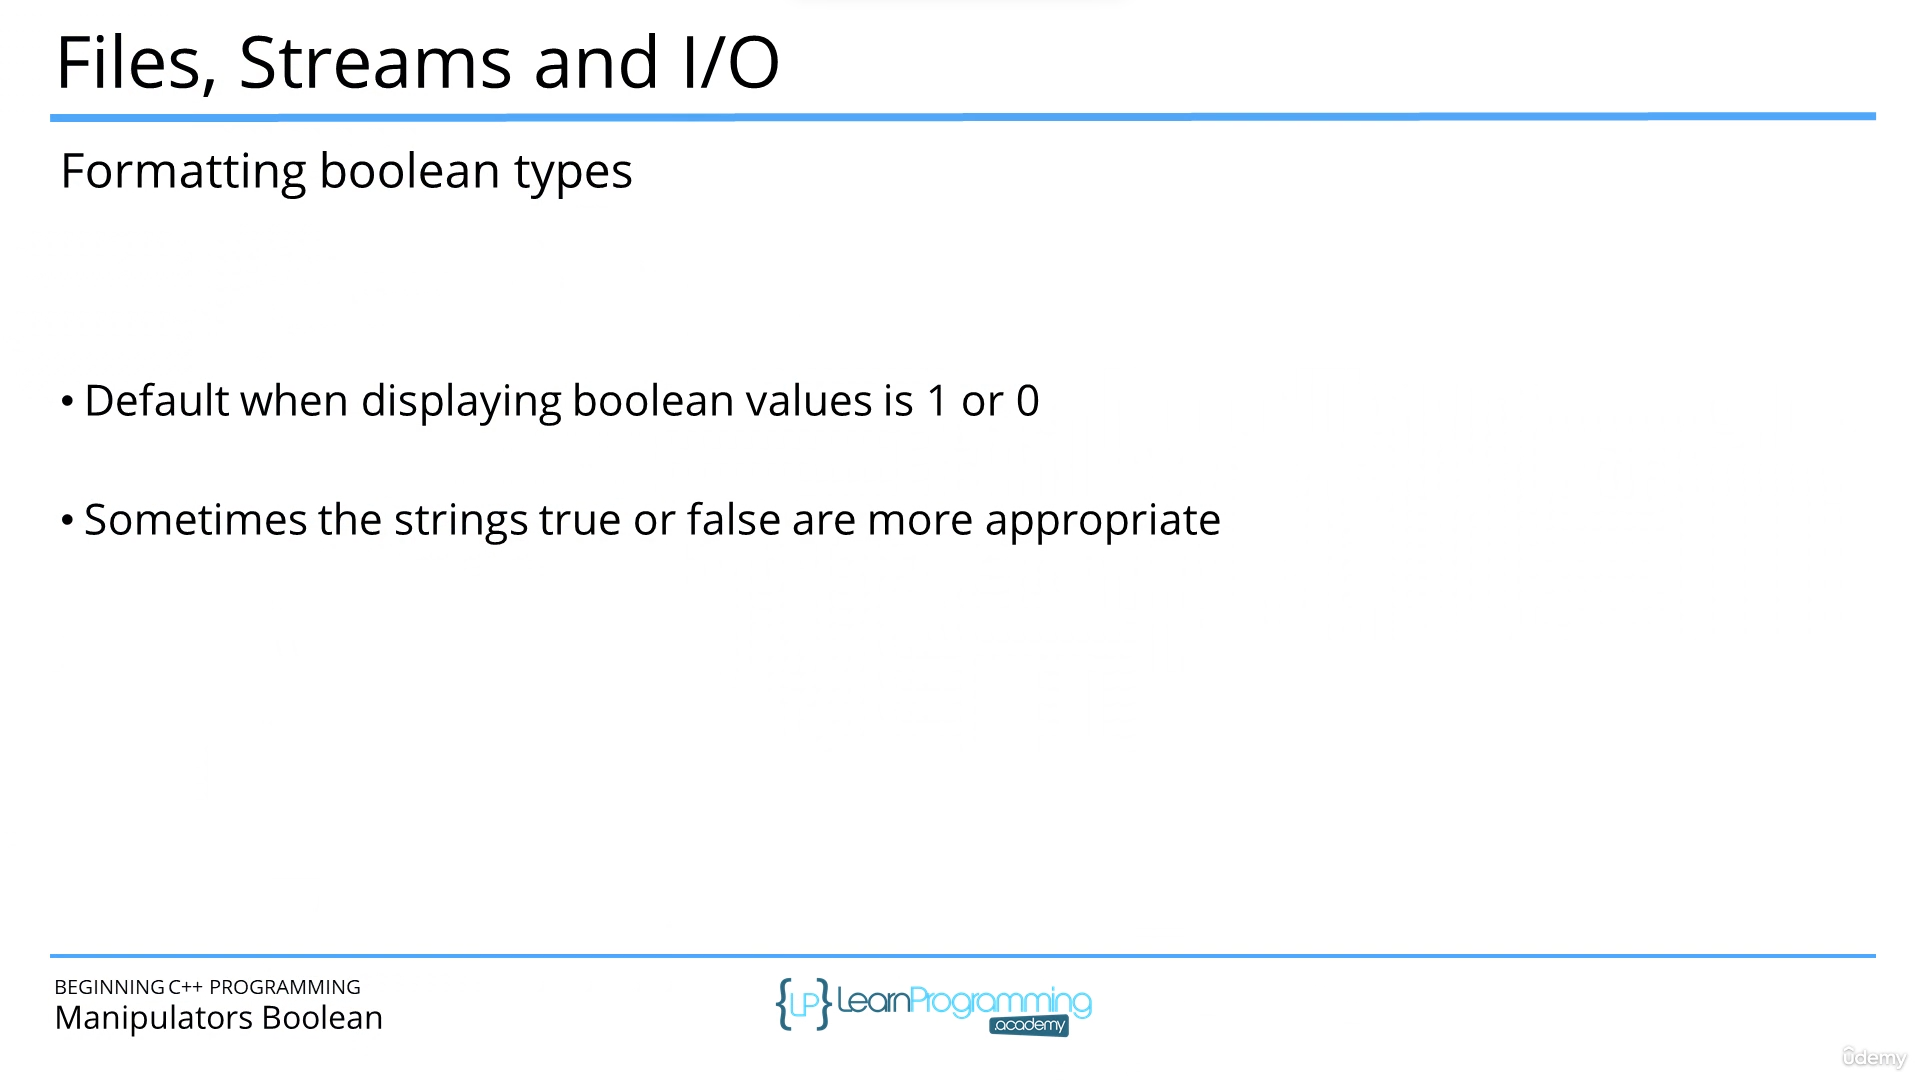 Files, Streams and I/O
Formatting boolean types
• Default when displaying boolean values is 1 or 0
• Sometimes the strings true or false are more appropriate
BEGINNING C++ PROGRAMMING
Manipulators Boolean
{LP} LearnProgramming
.academy
ûdemy